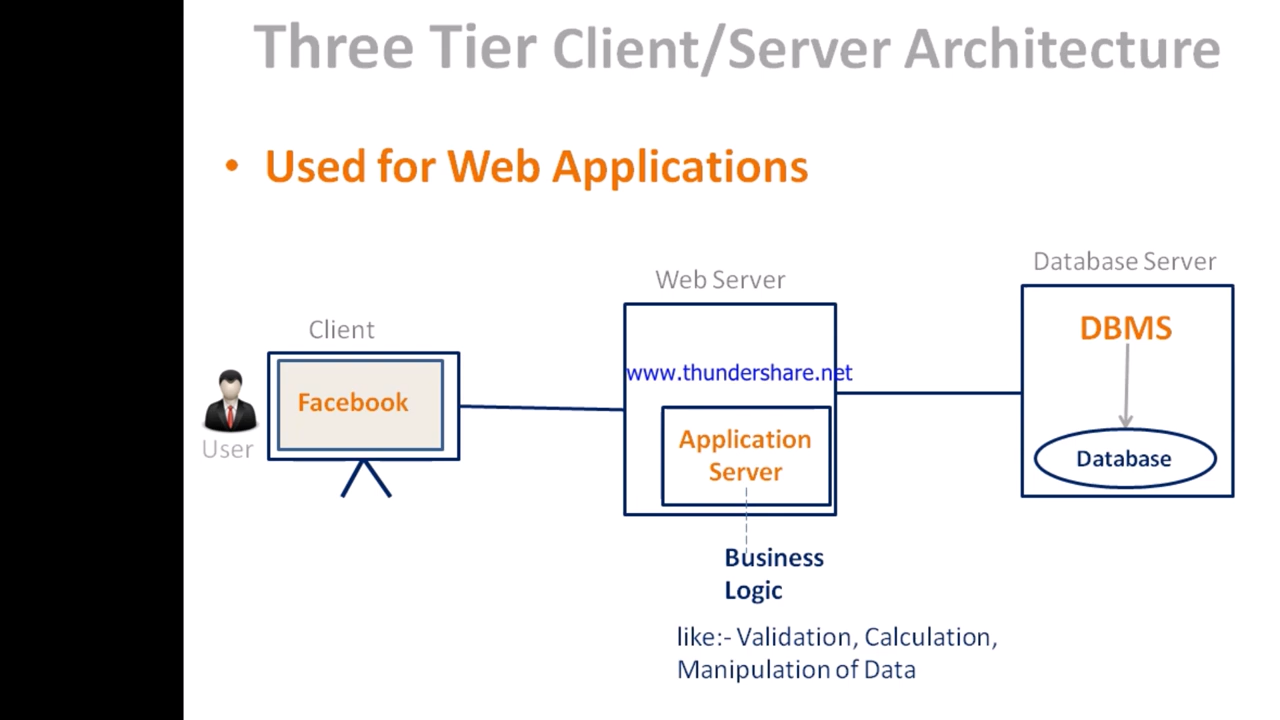 Three Tier Client/Server Architecture
• Used for Web Applications
Database Server
Web Server
DBMS
Client
www.thundershare.net
Facebook
Application
Server
User
Database
Business
Logic
like:- Validation, Calculation,
Manipulation of Data